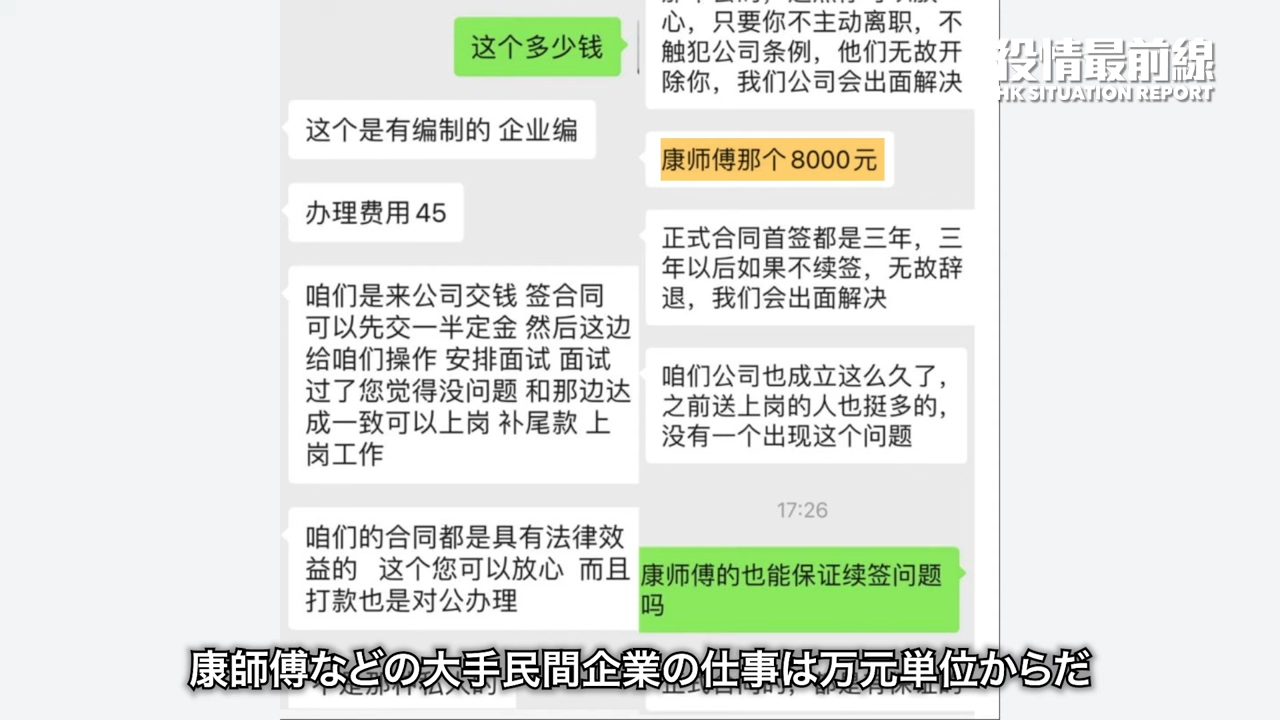 这个多少钱
这个是有编制的 企业编
办理费用45
咱们是来公司交钱 签合同
可以先交一半定金 然后这边
给咱们操作 安排面试 面试
过了您觉得没问题 和那边达
成一致可以上岗 补尾款 上
岗工作
咱们的合同都是具有法律效
益的 这个您可以放心 而且
打款也是对公办理
心，只要你不主动离职，不
触犯公司条例，他们无故开
除你，我们公司会出面解决
康师傅那个8000元
正式合同首签都是三年，三
年以后如果不续签，无故辞
退，我们会出面解决
咱们公司也成立这么久了，
之前送上岗的人也挺多的，
没有一个出现这个问题
17:26
康师傅的也能保证续签问题
吗
役情最前線
HK SITUATION REPORT
康師傅などの大手民間企業の仕事は万元単位からだ